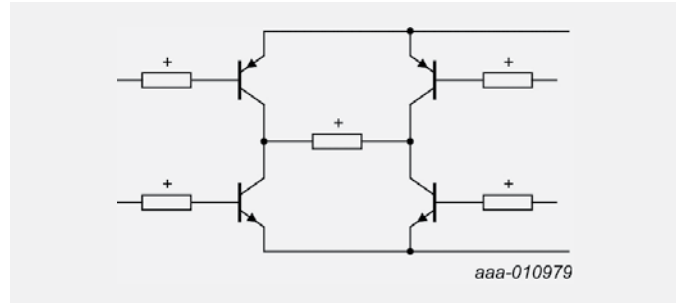 + +
+
+ +
aaa-010979